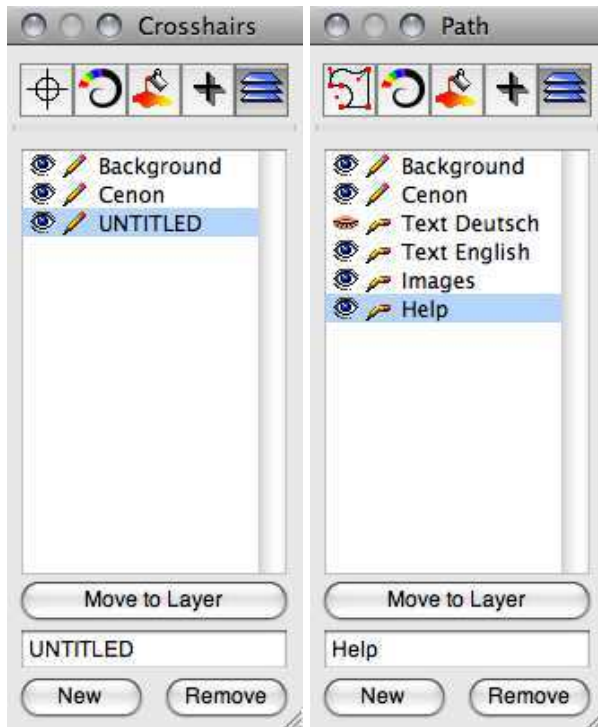 Crosshairs
Background
Cenon
UNTITLED
Move to Layer
UNTITLED
New Remove
Path
Background
Cenon
Text Deutsch
Text English
Images
Help
Move to Layer
Help
New Remove